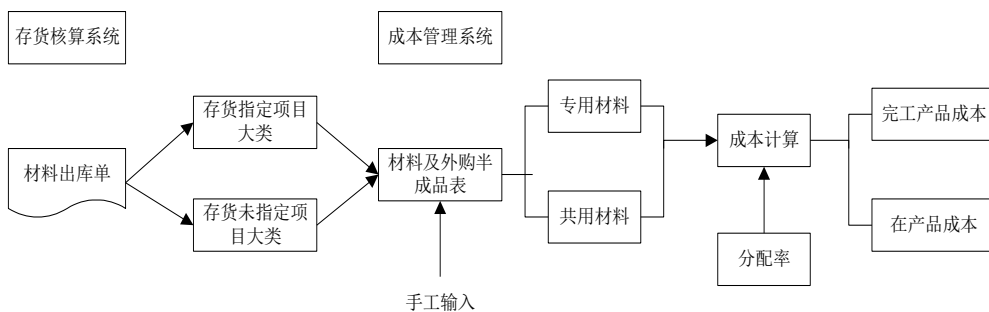 存货核算系统
成本管理系统
存货指定项目
大类
专用材料
完工产品成本
材料出库单
材料及外购半
成品表
成本计算
存货未指定项
目大类
共用材料
在产品成本
分配率
手工输入